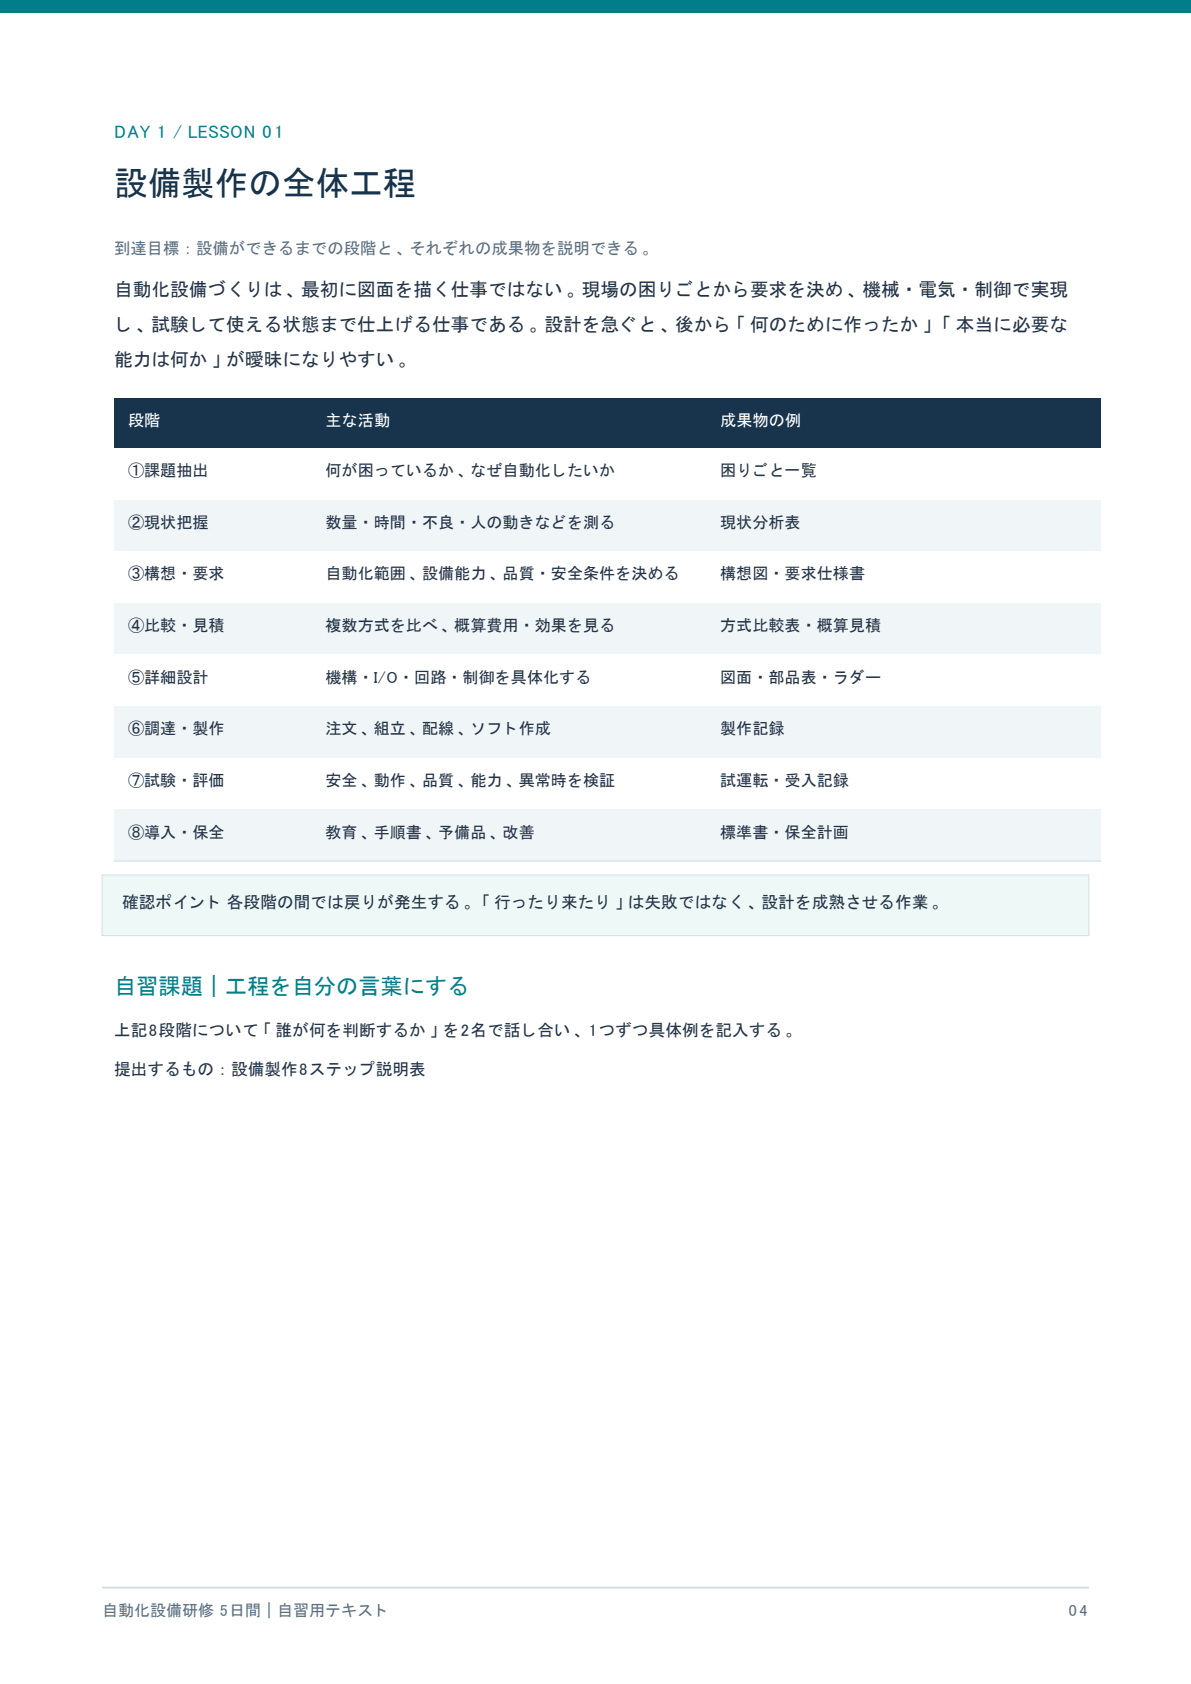 DAY 1 / LESSON 01
設備製作の全体工程
到達目標：設備ができるまでの段階と、それぞれの成果物を説明できる。
自動化設備づくりは、最初に図面を描く仕事ではない。現場の困りごとから要求を決め、機械・電気・制御で実現
し、試験して使える状態まで仕上げる仕事である。設計を急ぐと、後から「何のために作ったか」「本当に必要な
能力は何か」が曖昧になりやすい。
段階 主な活動 成果物の例
①課題抽出 何が困っているか、なぜ自動化したいか 困りごと一覧
②現状把握 数量・時間・不良・人の動きなどを測る 現状分析表
③構想・要求 自動化範囲、設備能力、品質・安全条件を決める 構想図・要求仕様書
④比較・見積 複数方式を比べ、概算費用・効果を見る 方式比較表・概算見積
⑤詳細設計 機構・I/O・回路・制御を具体化する 図面・部品表・ラダー
⑥調達・製作 注文、組立、配線、ソフト作成 製作記録
⑦試験・評価 安全、動作、品質、能力、異常時を検証 試運転・受入記録
⑧導入・保全 教育、手順書、予備品、改善 標準書・保全計画
確認ポイント 各段階の間では戻りが発生する。「行ったり来たり」は失敗ではなく、設計を成熟させる作業。
自習課題｜工程を自分の言葉にする
上記8段階について「誰が何を判断するか」を2名で話し合い、1つずつ具体例を記入する。
提出するもの：設備製作8ステップ説明表
自動化設備研修 5日間｜自習用テキスト 04